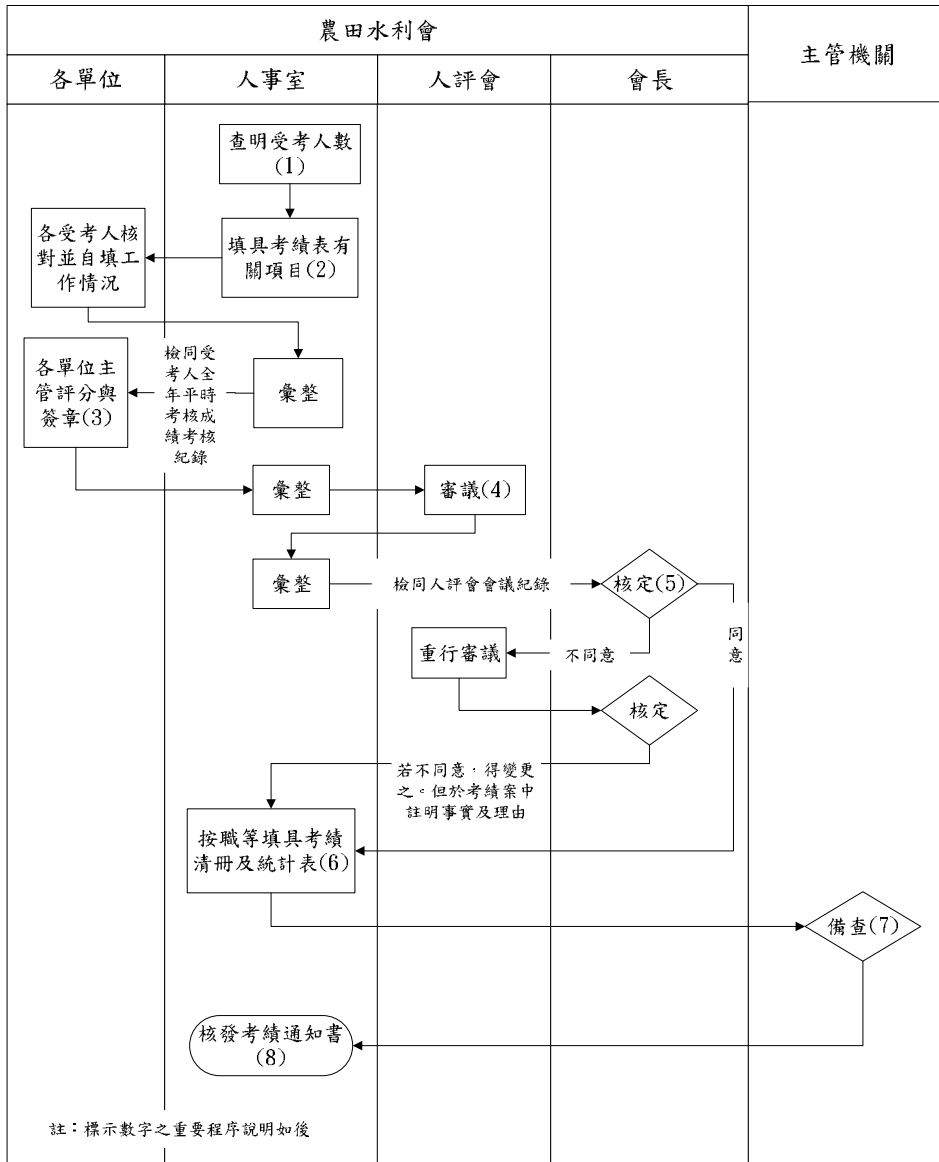 農田水利會
主管機關
各單位
人事室
人評會
會長
查明受考人數
(1)
填具考績表有
關項目(2)
各受考人核
對並自填工
作情況
彙整
檢同受
考人全
年平時
考核成
績考核
紀錄
各單位主
管評分與
簽章(3)
彙整
審議(4)
彙整
檢同人評會會議紀錄
核定(5)
同
意
不同意
重行審議
核定
若不同意，得變更
之。但於考績案中
註明事實及理由
按職等填具考績
清冊及統計表(6)
備查(7)
核發考績通知書
(8)
註：標示數字之重要程序說明如後